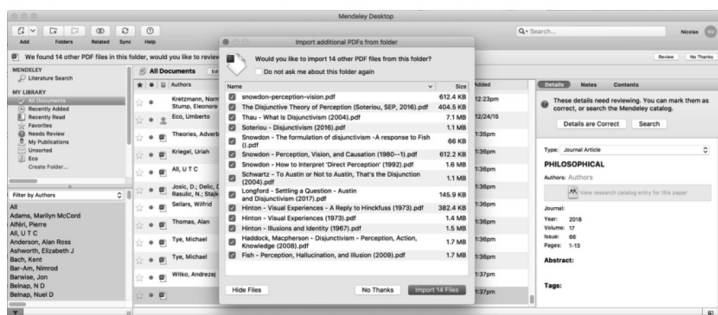 Mendeley Desktop
Add Folders Related Sync Help
Search... Nicolas
We found 14 other PDF files in this folder, would you like to review
Review No Thanks
MENDELEY
Literature Search
MY LIBRARY
All Documents
Recently Added
Recently Read
Favorites
Needs Review
My Publications
Unsorted
Eco
Create Folder...
Filter by Authors
All
Adams, Marilyn McCord
Alféri, Pierre
All, U T C
Anderson, Alan Ross
Ashworth, Elizabeth J
Bach, Kent
Bar-Am, Nimrod
Barwise, Jon
Belnap, N D
Belnap, Nuel D
All Documents
Authors
Kretzmann, Norm
Stump, Eleonore
Eco, Umberto
Theories, Adverb
Kriegel, Uriah
All, U T C
Josic, D.; Delic, D
Rasulic, N.; Stajk
Sellars, Wilfrid
Thomas, Alan
Tye, Michael
Tye, Michael
Witko, Andrezej
Import additional PDFs from folder
Would you like to import 14 other PDF files from this folder?
Do not ask me about this folder again
Name Size
snowdon-perception-vision.pdf 612.4 KB
The Disjunctive Theory of Perception (Soteriou, SEP, 2016).pdf 404.5 KB
Thau - What Is Disjunctivism (2004).pdf 7.1 MB
Soteriou - Disjunctivism (2016).pdf 1.1 MB
Snowdon - The formulation of disjunctivism -A response to Fish
().pdf 66 KB
Snowdon - Perception, Vision, and Causation (1980--1).pdf 612.2 KB
Snowdon - How to Interpret 'Direct Perception' (1992).pdf 1.6 MB
Schwartz - To Austin or Not to Austin, That's the Disjunction
(2004).pdf 1.1 MB
Longford - Settling a Question - Austin
and Disjunctivism (2017).pdf 145.9 KB
Hinton - Visual Experiences - A Reply to Hinckfuss (1973).pdf 382.4 KB
Hinton - Visual Experiences (1973).pdf 1.4 MB
Hinton - Illusions and Identity (1967).pdf 1.5 MB
Haddock, Macpherson - Disjunctivism - Perception, Action,
Knowledge (2008).pdf 1.7 MB
Fish - Perception, Hallucination, and Illusion (2009).pdf 1.7 MB
Hide Files No Thanks Import 14 Files
Added
12:23pm
12/24/15
1:35pm
1:36pm
1:36pm
1:36pm
1:36pm
1:36pm
1:36pm
1:37pm
1:37pm
Details Notes Contents
These details need reviewing. You can mark them as
correct, or search the Mendeley catalog.
Details are Correct Search
Type: Journal Article
PHILOSOPHICAL
Authors: Authors
View research catalog entry for this paper
Journal:
Year: 2018
Volume: 17
Issue: 66
Pages: 1-13
Abstract:
Tags: